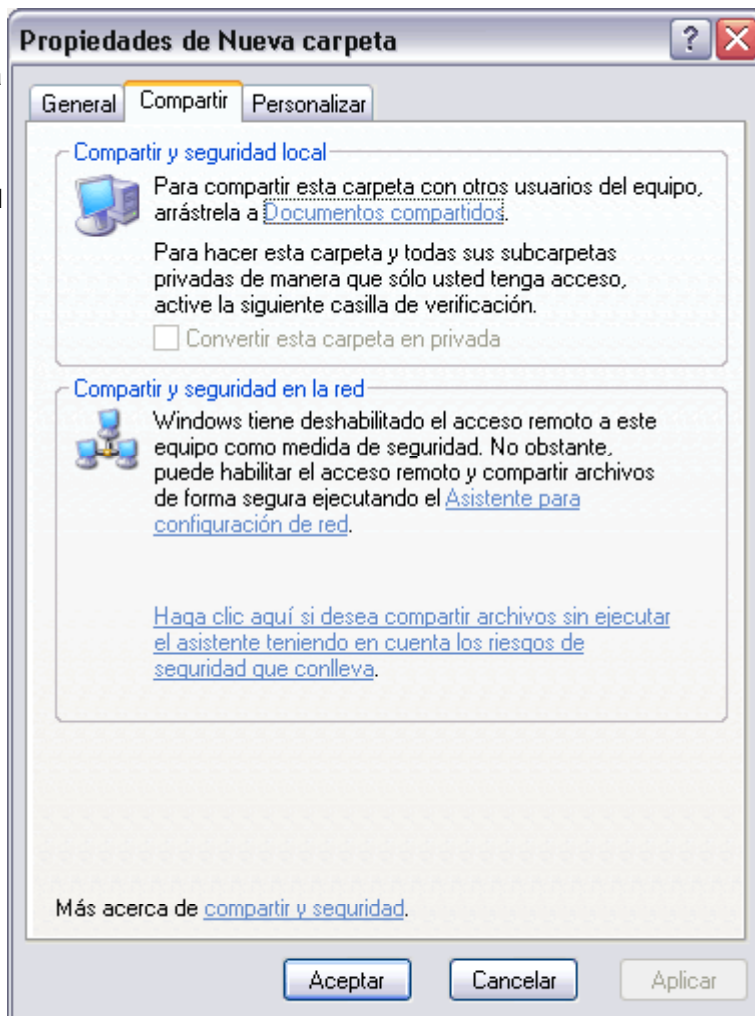 Propiedades de Nueva carpeta
General Compartir Personalizar
Compartir y seguridad local
Para compartir esta carpeta con otros usuarios del equipo,
arrástrela a Documentos compartidos.
Para hacer esta carpeta y todas sus subcarpetas
privadas de manera que sólo usted tenga acceso,
active la siguiente casilla de verificación.
Convertir esta carpeta en privada
Compartir y seguridad en la red
Windows tiene deshabilitado el acceso remoto a este
equipo como medida de seguridad. No obstante,
puede habilitar el acceso remoto y compartir archivos
de forma segura ejecutando el Asistente para
configuración de red.
Haga clic aquí si desea compartir archivos sin ejecutar
el asistente teniendo en cuenta los riesgos de
seguridad que conlleva.
Más acerca de compartir y seguridad.
Aceptar Cancelar Aplicar